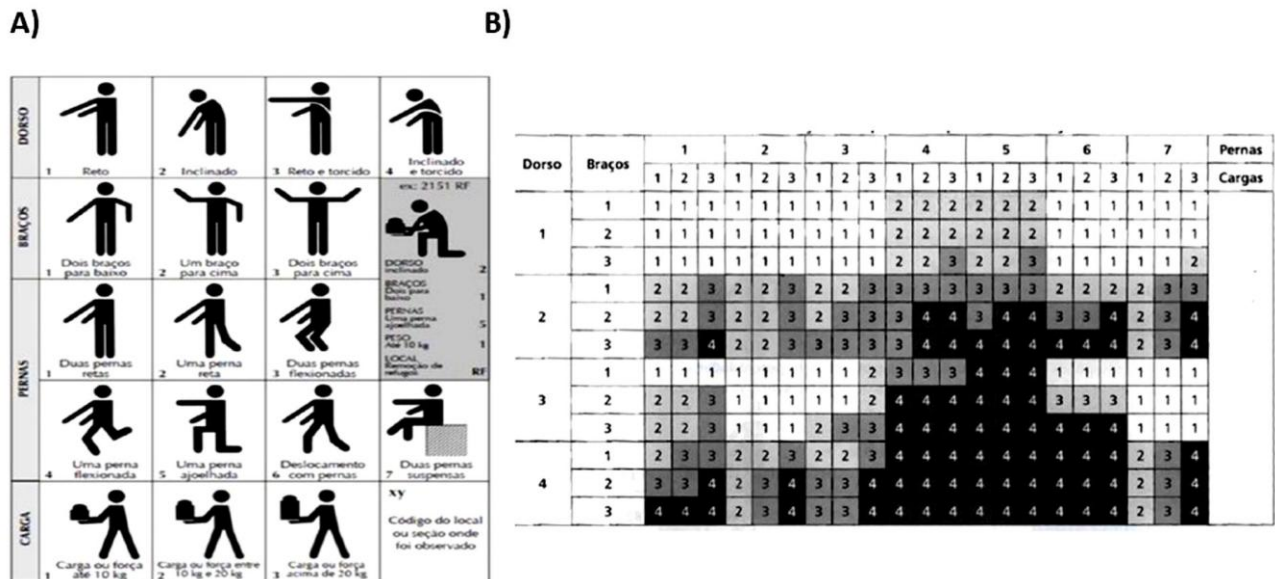 A)
DORSO
1 Reto
2 Inclinado
3 Reto e torcido
4 Inclinado
e torcido
BRAÇOS
1 Dois braços
para baixo
2 Um braço
para cima
3 Dois braços
para cima
ex: 2151 RF
DORSO
inclinado 2
BRAÇOS
Dois para
baixo 1
PERNAS
Uma perna
ajoelhada 5
PESO
Até 10 kg 1
LOCAL
Remoção de
refugos RF
PERNAS
1 Duas pernas
retas
2 Uma perna
reta
3 Duas pernas
flexionadas
4 Uma perna
flexionada
5 Uma perna
ajoelhada
6 Deslocamento
com pernas
7 Duas pernas
suspensas
CARGA
1 Carga ou força
até 10 kg
2 Carga ou força entre
10 kg e 20 kg
3 Carga ou força
acima de 20 kg
xy
Código do local
ou seção onde
foi observado
B)
Dorso Braços 1 2 3 4 5 6 7 Pernas
1 2 3 1 2 3 1 2 3 1 2 3 1 2 3 1 2 3 1 2 3 Cargas
1 1 1 1 1 1 1 1 1 1 1 2 2 2 2 2 2 1 1 1 1 1 1
2 1 1 1 1 1 1 1 1 1 2 2 2 2 2 2 1 1 1 1 1 1
3 1 1 1 1 1 1 1 1 1 2 2 3 2 2 3 1 1 1 1 1 2
2 1 2 2 3 2 2 3 2 2 3 3 3 3 3 3 3 2 2 2 2 3 3
2 2 2 3 2 2 3 2 3 3 3 4 4 3 4 4 3 3 4 2 3 4
3 3 3 4 2 2 3 3 3 3 3 4 4 4 4 4 4 4 4 2 3 4
3 1 1 1 1 1 1 1 1 1 2 3 3 3 4 4 4 1 1 1 1 1 1
2 2 2 3 1 1 1 1 1 2 4 4 4 4 4 4 3 3 3 1 1 1
3 2 2 3 1 1 1 2 3 3 4 4 4 4 4 4 4 4 4 1 1 1
4 1 2 3 3 2 2 3 2 2 3 4 4 4 4 4 4 4 4 4 2 3 4
2 3 3 4 2 3 4 3 3 4 4 4 4 4 4 4 4 4 4 2 3 4
3 4 4 4 2 3 4 3 3 4 4 4 4 4 4 4 4 4 4 2 3 4